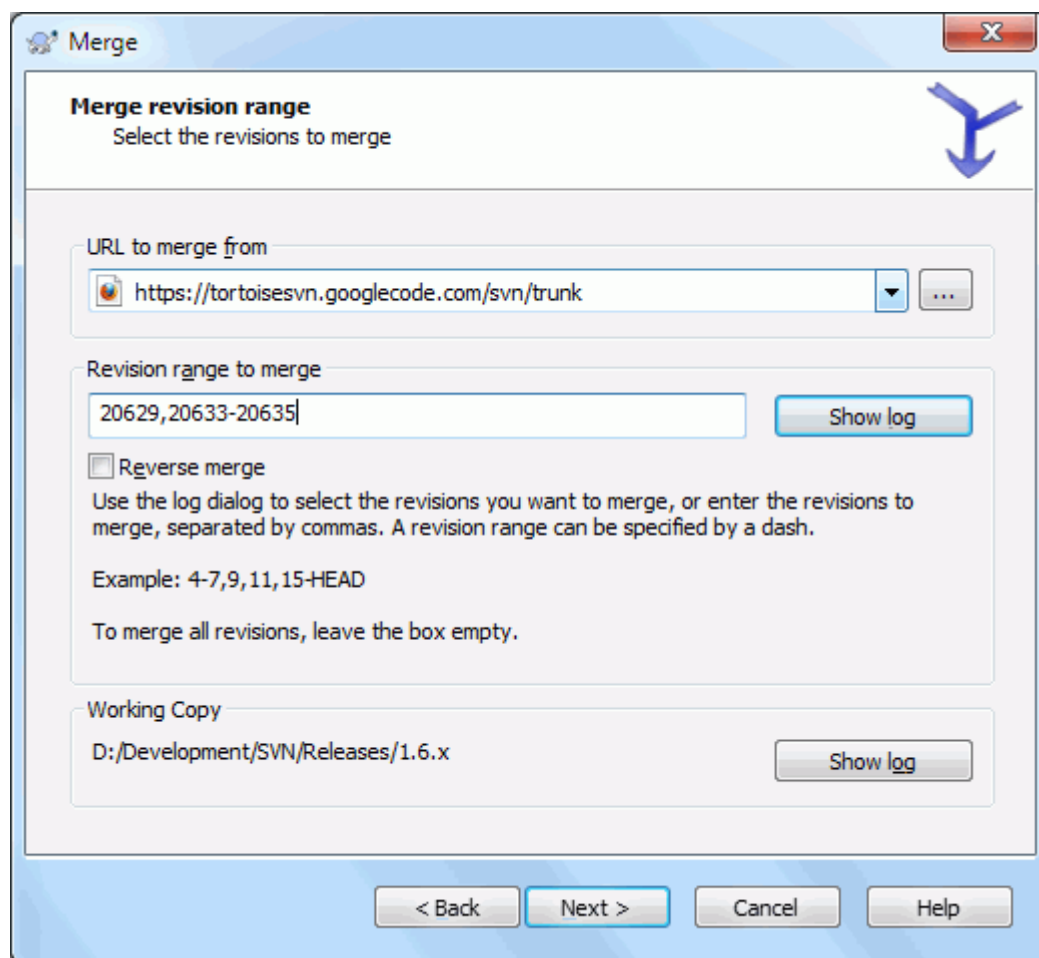 Merge
Merge revision range
Select the revisions to merge
URL to merge from
https://tortoisesvn.googlecode.com/svn/trunk
...
Revision range to merge
20629,20633-20635
Show log
Reverse merge
Use the log dialog to select the revisions you want to merge, or enter the revisions to
merge, separated by commas. A revision range can be specified by a dash.
Example: 4-7,9,11,15-HEAD
To merge all revisions, leave the box empty.
Working Copy
D:/Development/SVN/Releases/1.6.x
Show log
< Back
Next >
Cancel
Help